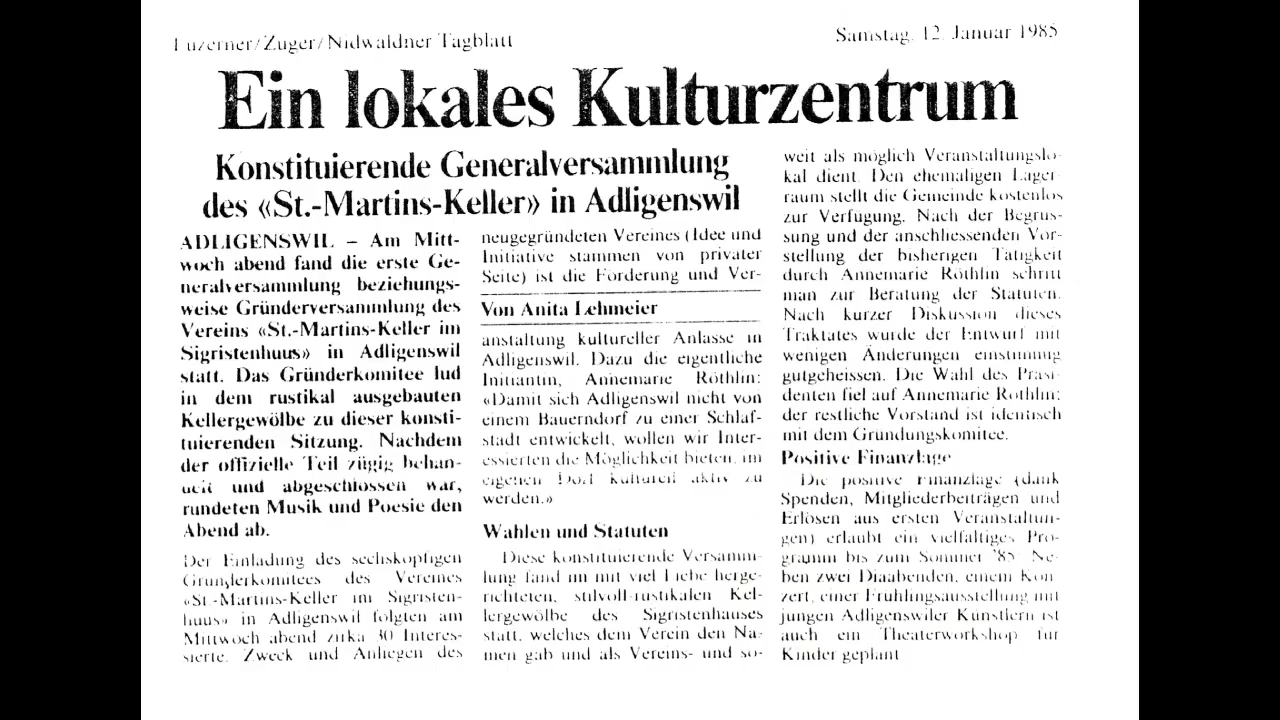 Luzerner/Zuger/Nidwaldner Tagblatt
Samstag, 12. Januar 1985
Ein lokales Kulturzentrum
Konstituierende Generalversammlung
des «St.-Martins-Keller» in Adligenswil
ADLIGENSWIL – Am Mitt-
woch abend fand die erste Ge-
neralversammlung beziehungs-
weise Gründerversammlung des
Vereins «St.-Martins-Keller im
Sigristenhuus» in Adligenswil
statt. Das Gründerkomitee lud
in dem rustikal ausgebauten
Kellergewölbe zu dieser konsti-
tuierenden Sitzung. Nachdem
der offizielle Teil zügig behan-
delt und abgeschlossen war,
rundeten Musik und Poesie den
Abend ab.
Der Einladung des sechsköpfigen
Gründerkomitees des Vereines
«St.-Martins-Keller im Sigristen-
huus» in Adligenswil folgten am
Mittwoch abend zirka 30 Interes-
sierte. Zweck und Anliegen des
neugegründeten Vereines (Idee und
Initiative stammen von privater
Seite) ist die Förderung und Ver-
Von Anita Lehmeier
anstaltung kultureller Anlässe in
Adligenswil. Dazu die eigentliche
Initiantin, Annemarie Röthlin:
«Damit sich Adligenswil nicht von
einem Bauerndorf zu einer Schlaf-
stadt entwickelt, wollen wir Inter-
essierten die Möglichkeit bieten, im
eigenen Dorf kulturell aktiv zu
werden.»
Wahlen und Statuten
Diese konstituierende Versamm-
lung fand im mit viel Liebe herge-
richteten, stilvoll-rustikalen Kel-
lergewölbe des Sigristenhauses
statt, welches dem Verein den Na-
men gab und als Vereins- und so-
weit als möglich Veranstaltungslo-
kal dient. Den ehemaligen Lager-
raum stellt die Gemeinde kostenlos
zur Verfügung. Nach der Begrüs-
sung und der anschliessenden Vor-
stellung der bisherigen Tätigkeit
durch Annemarie Röthlin schritt
man zur Beratung der Statuten.
Nach kurzer Diskussion dieses
Traktates wurde der Entwurf mit
wenigen Änderungen einstimmig
gutgeheissen. Die Wahl des Präsi-
denten fiel auf Annemarie Röthlin;
der restliche Vorstand ist identisch
mit dem Gründungskomitee.
Positive Finanzlage
Die positive Finanzlage (dank
Spenden, Mitgliederbeiträgen und
Erlösen aus ersten Veranstaltun-
gen) erlaubt ein vielfältiges Pro-
gramm bis zum Sommer '85. Ne-
ben zwei Diaabenden, einem Kon-
zert, einer Frühlingsausstellung mit
jungen Adligenswiler Künstlern ist
auch ein Theaterworkshop für
Kinder geplant